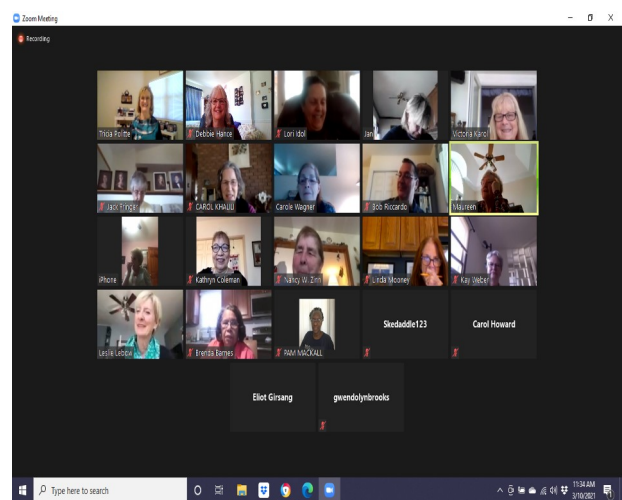 Zoom Meeting
Recording
Tricia Politte
Debbie Hance
Lori Idol
Jan
Victoria Karol
Jack Pringer
CAROL KHALIL
Carole Wagner
Bob Riccardo
Maureen
iPhone
Kathryn Coleman
Nancy W. Zinn
Linda Mooney
Kay Weber
Leslie Lebow
Brenda Barnes
PAM MACKALL
Skedaddle123
Carol Howard
Eliot Girsang
gwendolynbrooks
Type here to search
11:34 AM
3/10/2021